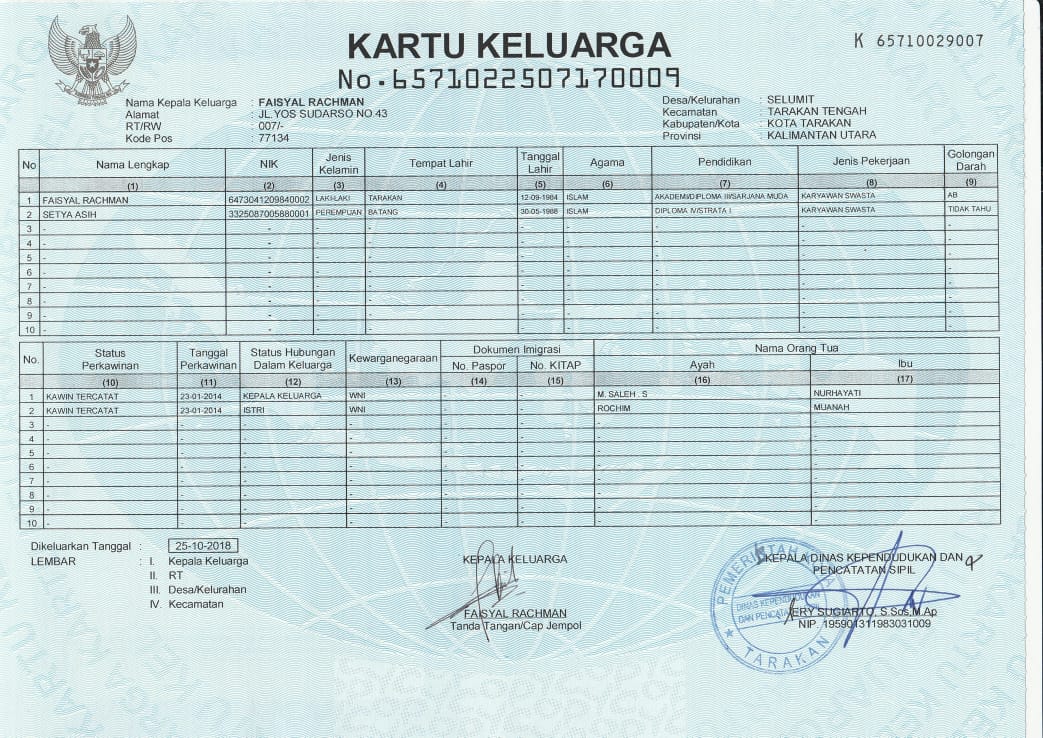 KARTU KELUARGA
No.6571022507170009
K 65710029007
Nama Kepala Keluarga : FAISYAL RACHMAN
Alamat : JL.YOS SUDARSO NO.43
RT/RW : 007/-
Kode Pos : 77134
Desa/Kelurahan : SELUMIT
Kecamatan : TARAKAN TENGAH
Kabupaten/Kota : KOTA TARAKAN
Provinsi : KALIMANTAN UTARA
No Nama Lengkap NIK Jenis Kelamin Tempat Lahir Tanggal Lahir Agama Pendidikan Jenis Pekerjaan Golongan Darah
(1) (2) (3) (4) (5) (6) (7) (8) (9)
1 FAISYAL RACHMAN 6473041209840002 LAKI-LAKI TARAKAN 12-09-1984 ISLAM AKADEMI/DIPLOMA III/SARJANA MUDA KARYAWAN SWASTA AB
2 SETYA ASIH 3325087005880001 PEREMPUAN BATANG 30-05-1988 ISLAM DIPLOMA IV/STRATA I KARYAWAN SWASTA TIDAK TAHU
3 - - - - - - - - -
4 - - - - - - - - -
5 - - - - - - - - -
6 - - - - - - - - -
7 - - - - - - - - -
8 - - - - - - - - -
9 - - - - - - - - -
10 - - - - - - - - -
No. Status Perkawinan Tanggal Perkawinan Status Hubungan Dalam Keluarga Kewarganegaraan Dokumen Imigrasi Nama Orang Tua
No. Paspor No. KITAP Ayah Ibu
(10) (11) (12) (13) (14) (15) (16) (17)
1 KAWIN TERCATAT 23-01-2014 KEPALA KELUARGA WNI - - M. SALEH . S NURHAYATI
2 KAWIN TERCATAT 23-01-2014 ISTRI WNI - - ROCHIM MUANAH
3 - - - - - - - -
4 - - - - - - - -
5 - - - - - - - -
6 - - - - - - - -
7 - - - - - - - -
8 - - - - - - - -
9 - - - - - - - -
10 - - - - - - - -
Dikeluarkan Tanggal : 25-10-2018
LEMBAR : I. Kepala Keluarga
II. RT
III. Desa/Kelurahan
IV. Kecamatan
KEPALA KELUARGA
FAISYAL RACHMAN
Tanda Tangan/Cap Jempol
KEPALA DINAS KEPENDUDUKAN DAN
PENCATATAN SIPIL
HERY SUGIARTO, S.Sos,M.Ap
NIP. 195901311983031009
PEMERINTAH KOTA
DINAS KEPENDUDUKAN
DAN PENCATATAN SIPIL
TARAKAN